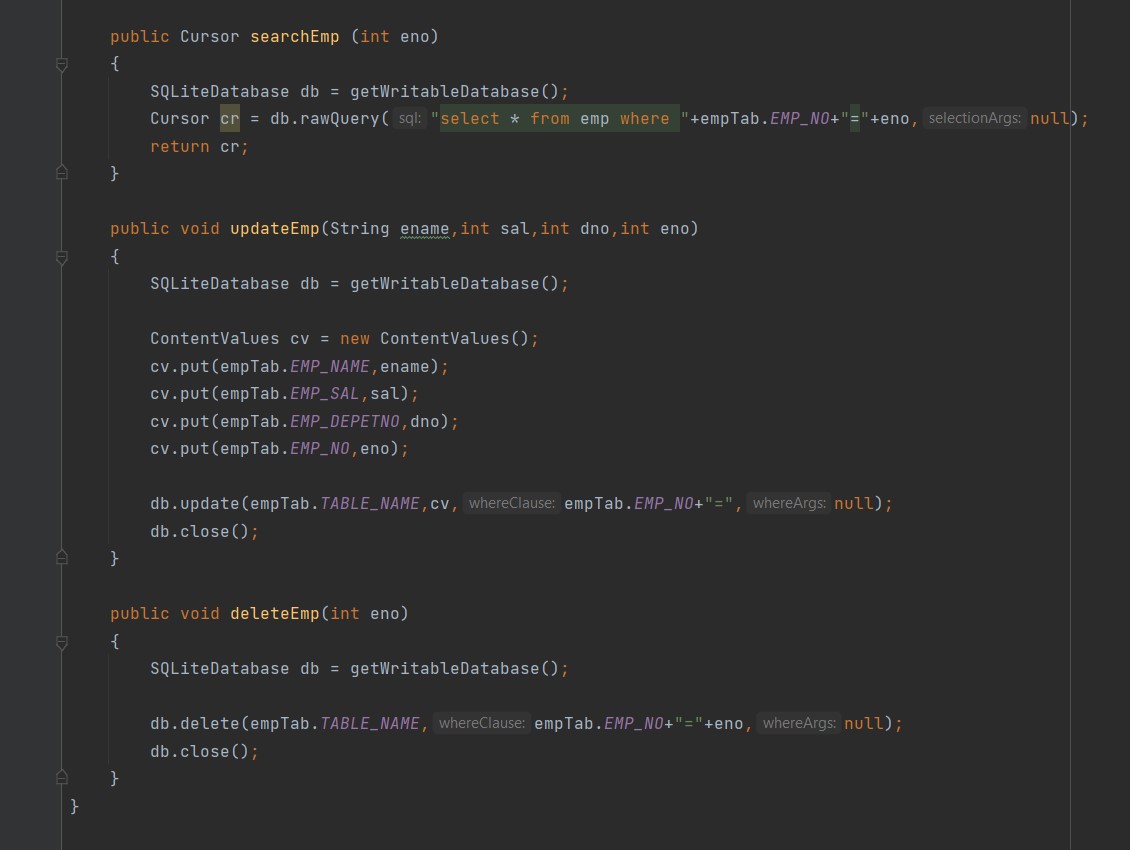 public Cursor searchEmp (int eno)
{
SQLiteDatabase db = getWritableDatabase();
Cursor cr = db.rawQuery( sql: "select * from emp where "+empTab.EMP_NO+"="+eno, selectionArgs: null);
return cr;
}
public void updateEmp(String ename,int sal,int dno,int eno)
{
SQLiteDatabase db = getWritableDatabase();
ContentValues cv = new ContentValues();
cv.put(empTab.EMP_NAME,ename);
cv.put(empTab.EMP_SAL,sal);
cv.put(empTab.EMP_DEPETNO,dno);
cv.put(empTab.EMP_NO,eno);
db.update(empTab.TABLE_NAME,cv, whereClause: empTab.EMP_NO+"=", whereArgs: null);
db.close();
}
public void deleteEmp(int eno)
{
SQLiteDatabase db = getWritableDatabase();
db.delete(empTab.TABLE_NAME, whereClause: empTab.EMP_NO+"="+eno, whereArgs: null);
db.close();
}
}